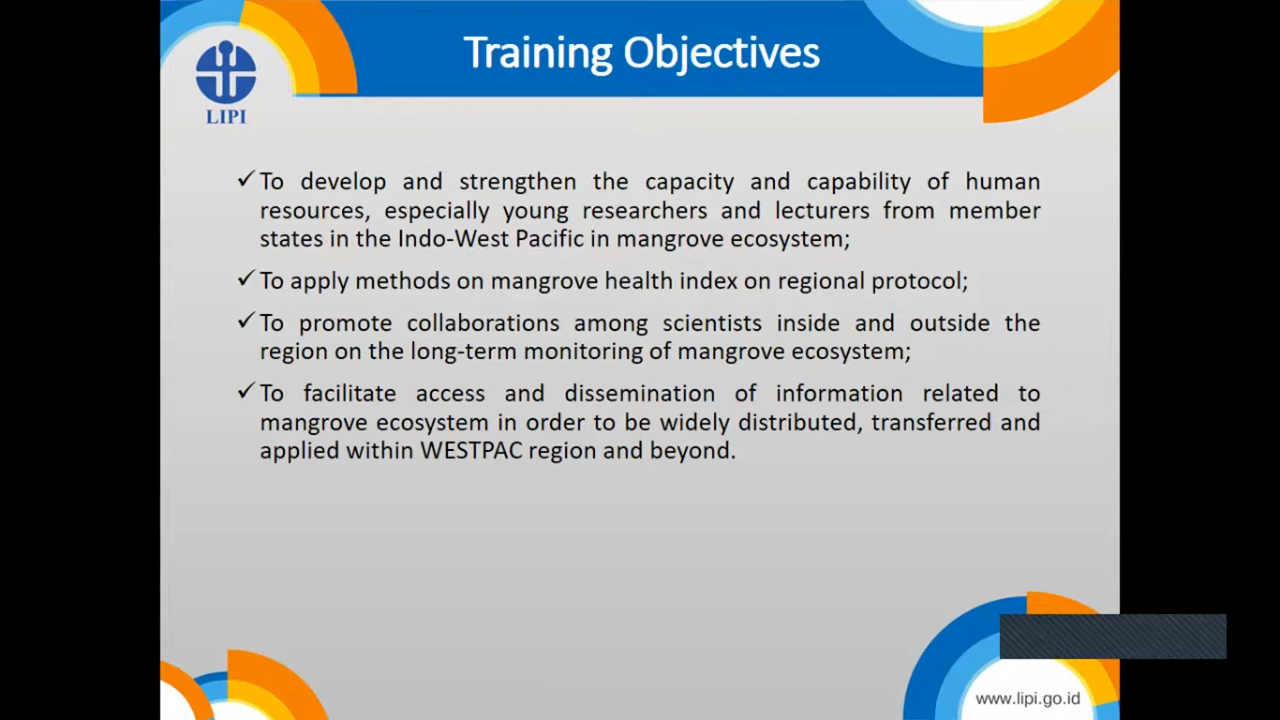 Training Objectives
LIPI
✓To develop and strengthen the capacity and capability of human
resources, especially young researchers and lecturers from member
states in the Indo-West Pacific in mangrove ecosystem;
✓To apply methods on mangrove health index on regional protocol;
✓To promote collaborations among scientists inside and outside the
region on the long-term monitoring of mangrove ecosystem;
✓To facilitate access and dissemination of information related to
mangrove ecosystem in order to be widely distributed, transferred and
applied within WESTPAC region and beyond.
www.lipi.go.id